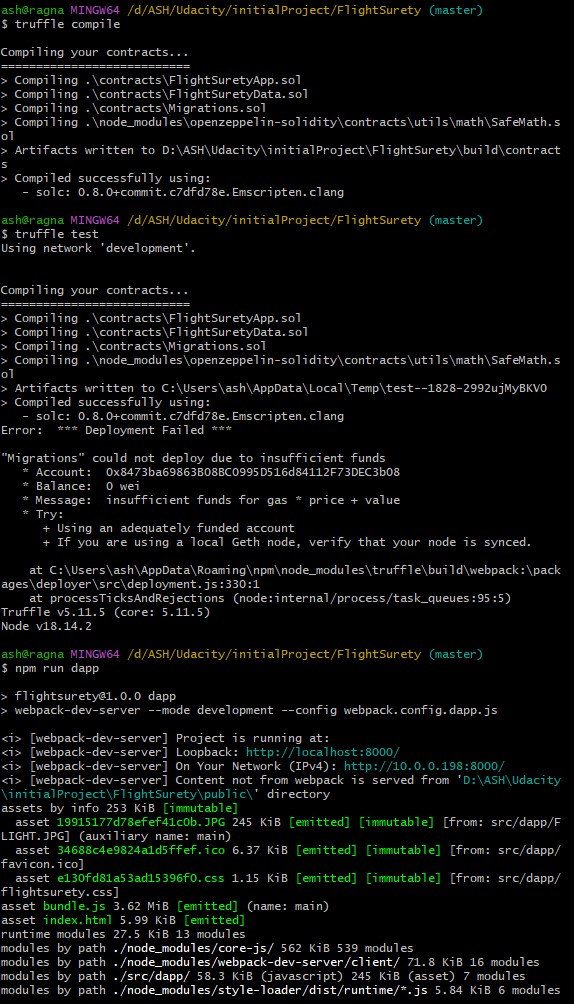 ash@ragna MINGW64 /d/ASH/Udacity/initialProject/FlightSurety (master)
$ truffle compile

Compiling your contracts...
===========================
> Compiling .\contracts\FlightSuretyApp.sol
> Compiling .\contracts\FlightSuretyData.sol
> Compiling .\contracts\Migrations.sol
> Compiling .\node_modules\openzeppelin-solidity\contracts\utils\math\SafeMath.s
ol
> Artifacts written to D:\ASH\Udacity\initialProject\FlightSurety\build\contract
s
> Compiled successfully using:
   - solc: 0.8.0+commit.c7dfd78e.Emscripten.clang

ash@ragna MINGW64 /d/ASH/Udacity/initialProject/FlightSurety (master)
$ truffle test
Using network 'development'.


Compiling your contracts...
===========================
> Compiling .\contracts\FlightSuretyApp.sol
> Compiling .\contracts\FlightSuretyData.sol
> Compiling .\contracts\Migrations.sol
> Compiling .\node_modules\openzeppelin-solidity\contracts\utils\math\SafeMath.s
ol
> Artifacts written to C:\Users\ash\AppData\Local\Temp\test--1828-2992ujMyBKVO
> Compiled successfully using:
   - solc: 0.8.0+commit.c7dfd78e.Emscripten.clang
Error:  *** Deployment Failed ***

"Migrations" could not deploy due to insufficient funds
   * Account:  0x8473ba69863B08BC0995D516d84112F73DEC3b08
   * Balance:  0 wei
   * Message:  insufficient funds for gas * price + value
   * Try:
      + Using an adequately funded account
      + If you are using a local Geth node, verify that your node is synced.

    at C:\Users\ash\AppData\Roaming\npm\node_modules\truffle\build\webpack:\pack
ages\deployer\src\deployment.js:330:1
    at processTicksAndRejections (node:internal/process/task_queues:95:5)
Truffle v5.11.5 (core: 5.11.5)
Node v18.14.2

ash@ragna MINGW64 /d/ASH/Udacity/initialProject/FlightSurety (master)
$ npm run dapp

> flightsurety@1.0.0 dapp
> webpack-dev-server --mode development --config webpack.config.dapp.js

<i> [webpack-dev-server] Project is running at:
<i> [webpack-dev-server] Loopback: http://localhost:8000/
<i> [webpack-dev-server] On Your Network (IPv4): http://10.0.0.198:8000/
<i> [webpack-dev-server] Content not from webpack is served from 'D:\ASH\Udacity
\initialProject\FlightSurety\public\' directory
assets by info 253 KiB [immutable]
  asset 19915177d78efef41c0b.JPG 245 KiB [emitted] [immutable] [from: src/dapp/F
LIGHT.JPG] (auxiliary name: main)
  asset 34688c4e9824a1d5ffef.ico 6.37 KiB [emitted] [immutable] [from: src/dapp/
favicon.ico]
  asset e130fd81a53ad15396f0.css 1.15 KiB [emitted] [immutable] [from: src/dapp/
flightsurety.css]
asset bundle.js 3.62 MiB [emitted] (name: main)
asset index.html 5.99 KiB [emitted]
runtime modules 27.5 KiB 13 modules
modules by path ./node_modules/core-js/ 562 KiB 539 modules
modules by path ./node_modules/webpack-dev-server/client/ 71.8 KiB 16 modules
modules by path ./src/dapp/ 58.3 KiB (javascript) 245 KiB (asset) 7 modules
modules by path ./node_modules/style-loader/dist/runtime/*.js 5.84 KiB 6 modules